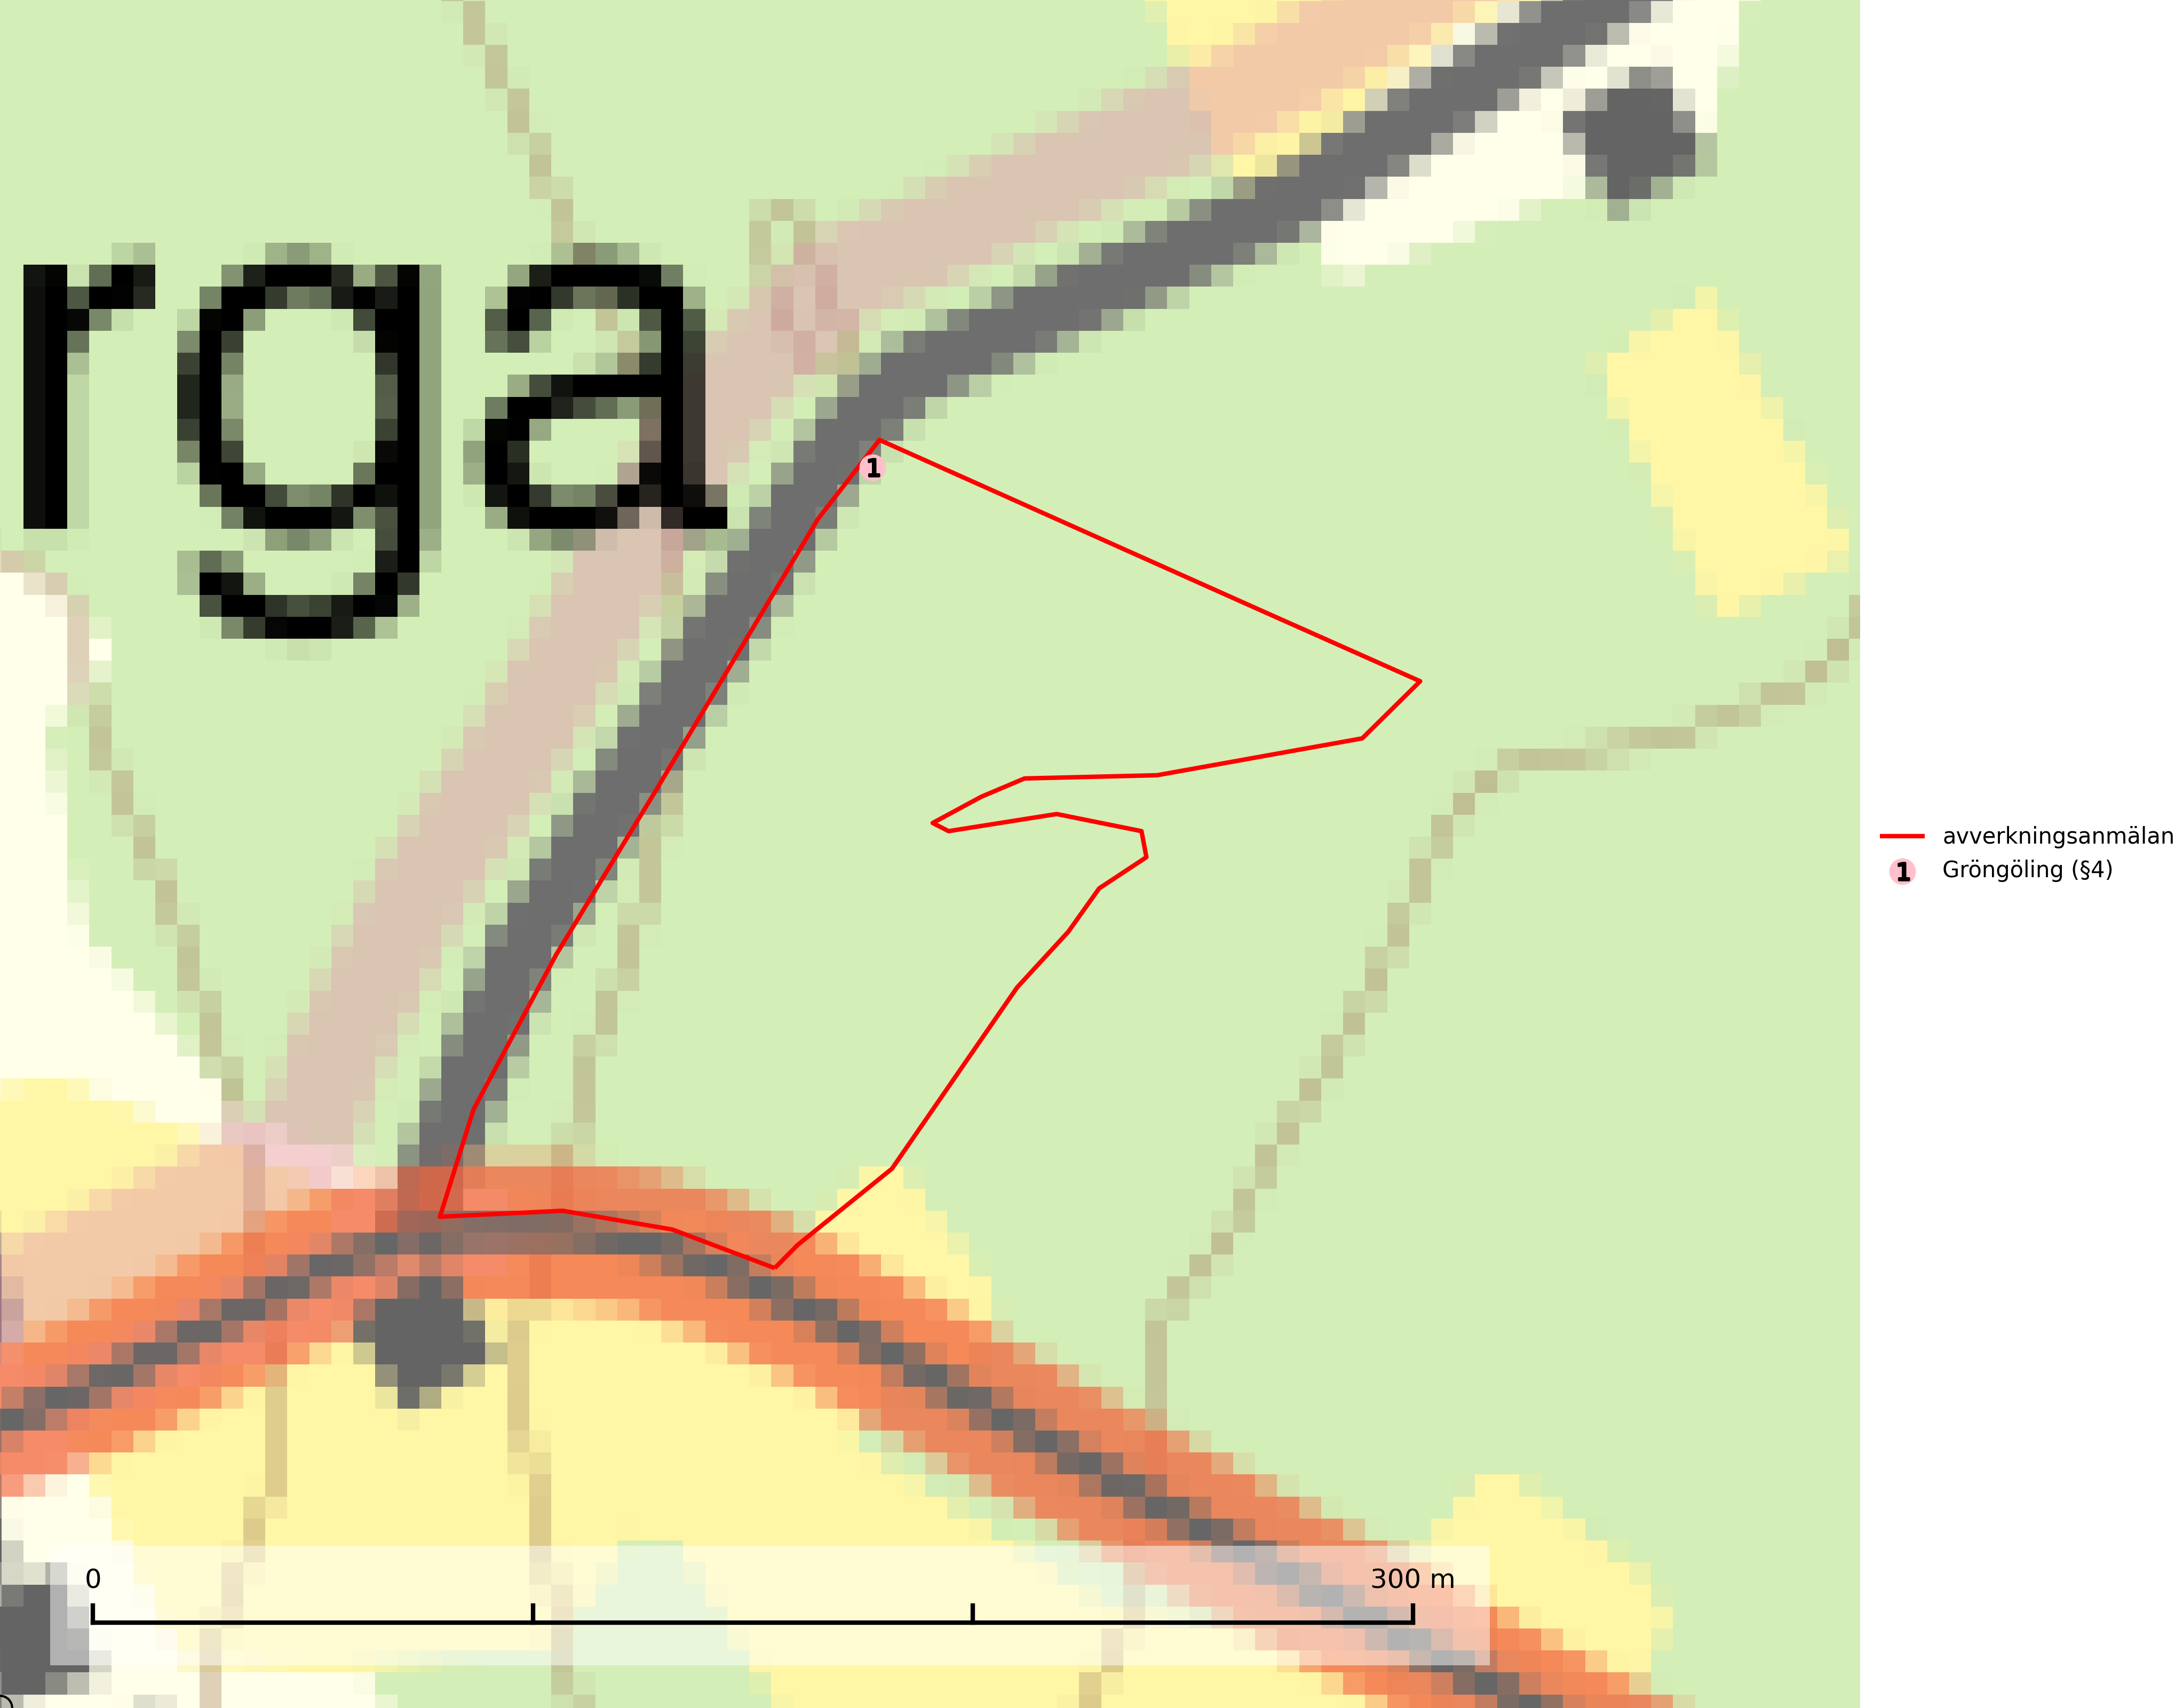 rga
1
avverkningsanmälan
1 Gröngöling (§4)
0 300 m